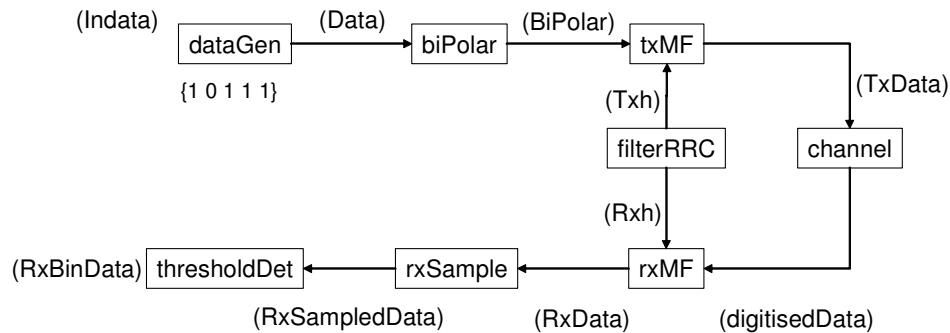 (Indata)
dataGen
(Data)
biPolar
(BiPolar)
txMF
{1 0 1 1 1}
(Txh)
(TxData)
filterRRC
channel
(Rxh)
(RxBinData)
thresholdDet
rxSample
rxMF
(RxSampledData)
(RxData)
(digitisedData)